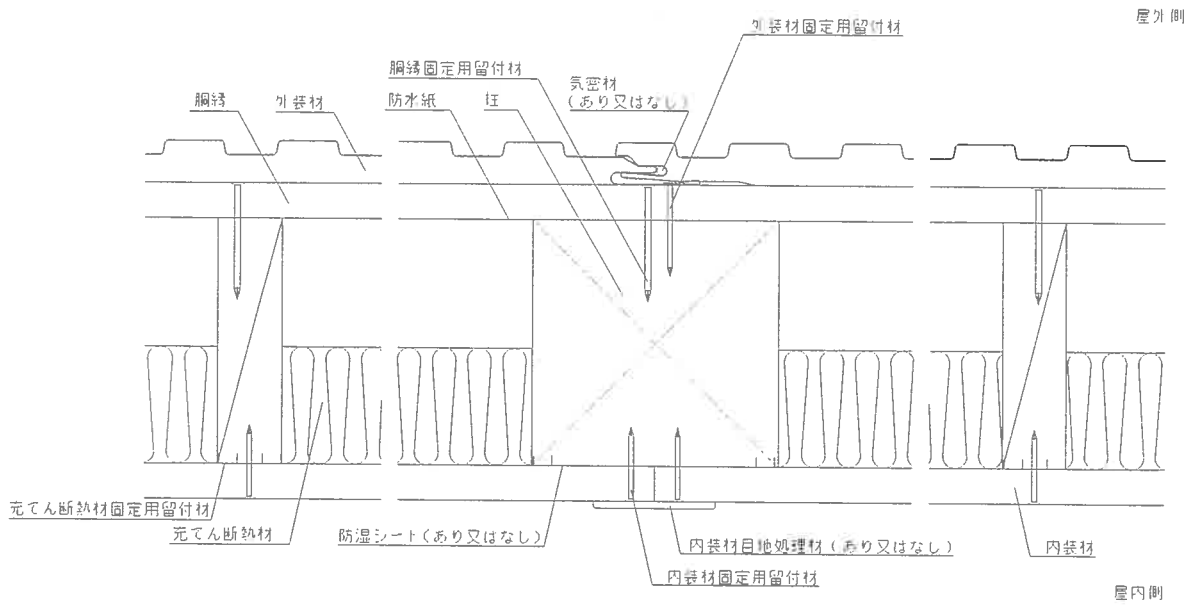 屋外側
外装材固定用留付材
胴縁固定用留付材
気密材
(あり又はなし)
胴縁
外装材
防水紙
柱
充てん断熱材固定用留付材
充てん断熱材
防湿シート(あり又はなし)
内装材目地処理材(あり又はなし)
内装材
内装材固定用留付材
屋内側